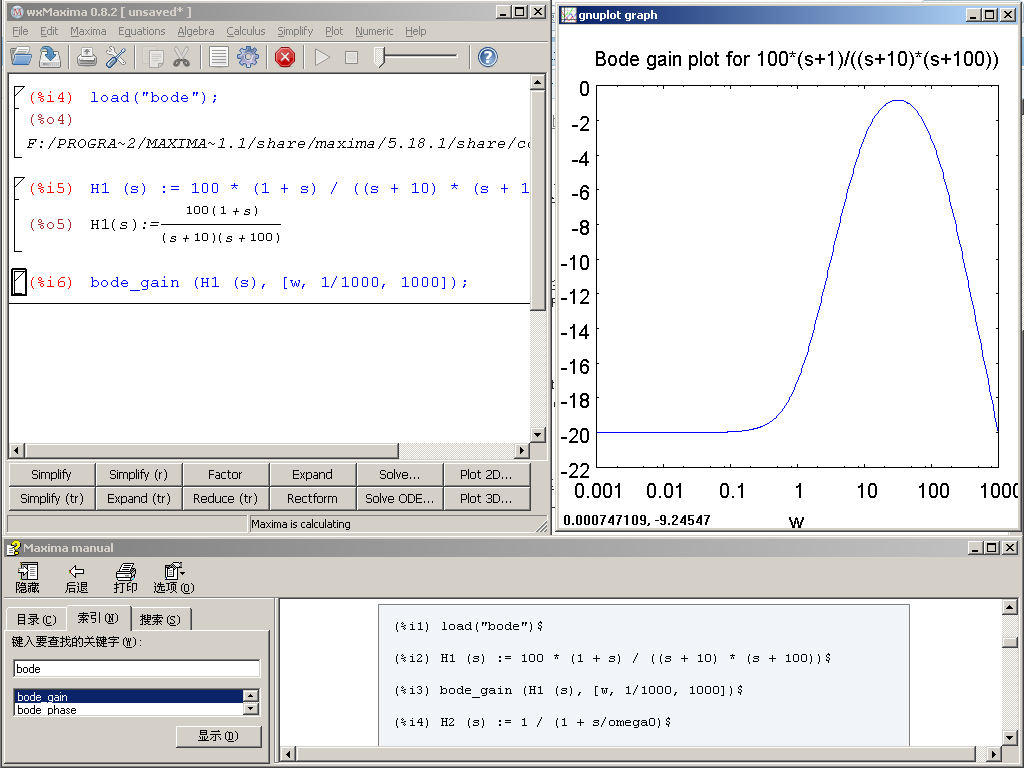 wxMaxima 0.8.2 [ unsaved* ]
File Edit Maxima Equations Algebra Calculus Simplify Plot Numeric Help
(%i4) load("bode");
(%o4)
F:/PROGRA~2/MAXIMA~1.1/share/maxima/5.18.1/share/co
(%i5) H1 (s) := 100 * (1 + s) / ((s + 10) * (s + 1
(%o5) H1(s):=100(1+s)
(s+10)(s+100)
(%i6) bode_gain (H1 (s), [w, 1/1000, 1000]);
Simplify Simplify (r) Factor Expand Solve... Plot 2D...
Simplify (tr) Expand (tr) Reduce (tr) Rectform Solve ODE... Plot 3D...
Maxima is calculating
gnuplot graph
Bode gain plot for 100*(s+1)/((s+10)*(s+100))
0
-2
-4
-6
-8
-10
-12
-14
-16
-18
-20
-22
0.001 0.01 0.1 1 10 100 1000
0.000747109, -9.24547
w
Maxima manual
隐藏 后退 打印 选项(O)
目录(C) 索引(N) 搜索(S)
键入要查找的关键字(W):
bode
bode_gain
bode_phase
显示(D)
(%i1) load("bode")$
(%i2) H1 (s) := 100 * (1 + s) / ((s + 10) * (s + 100))$
(%i3) bode_gain (H1 (s), [w, 1/1000, 1000])$
(%i4) H2 (s) := 1 / (1 + s/omega0)$